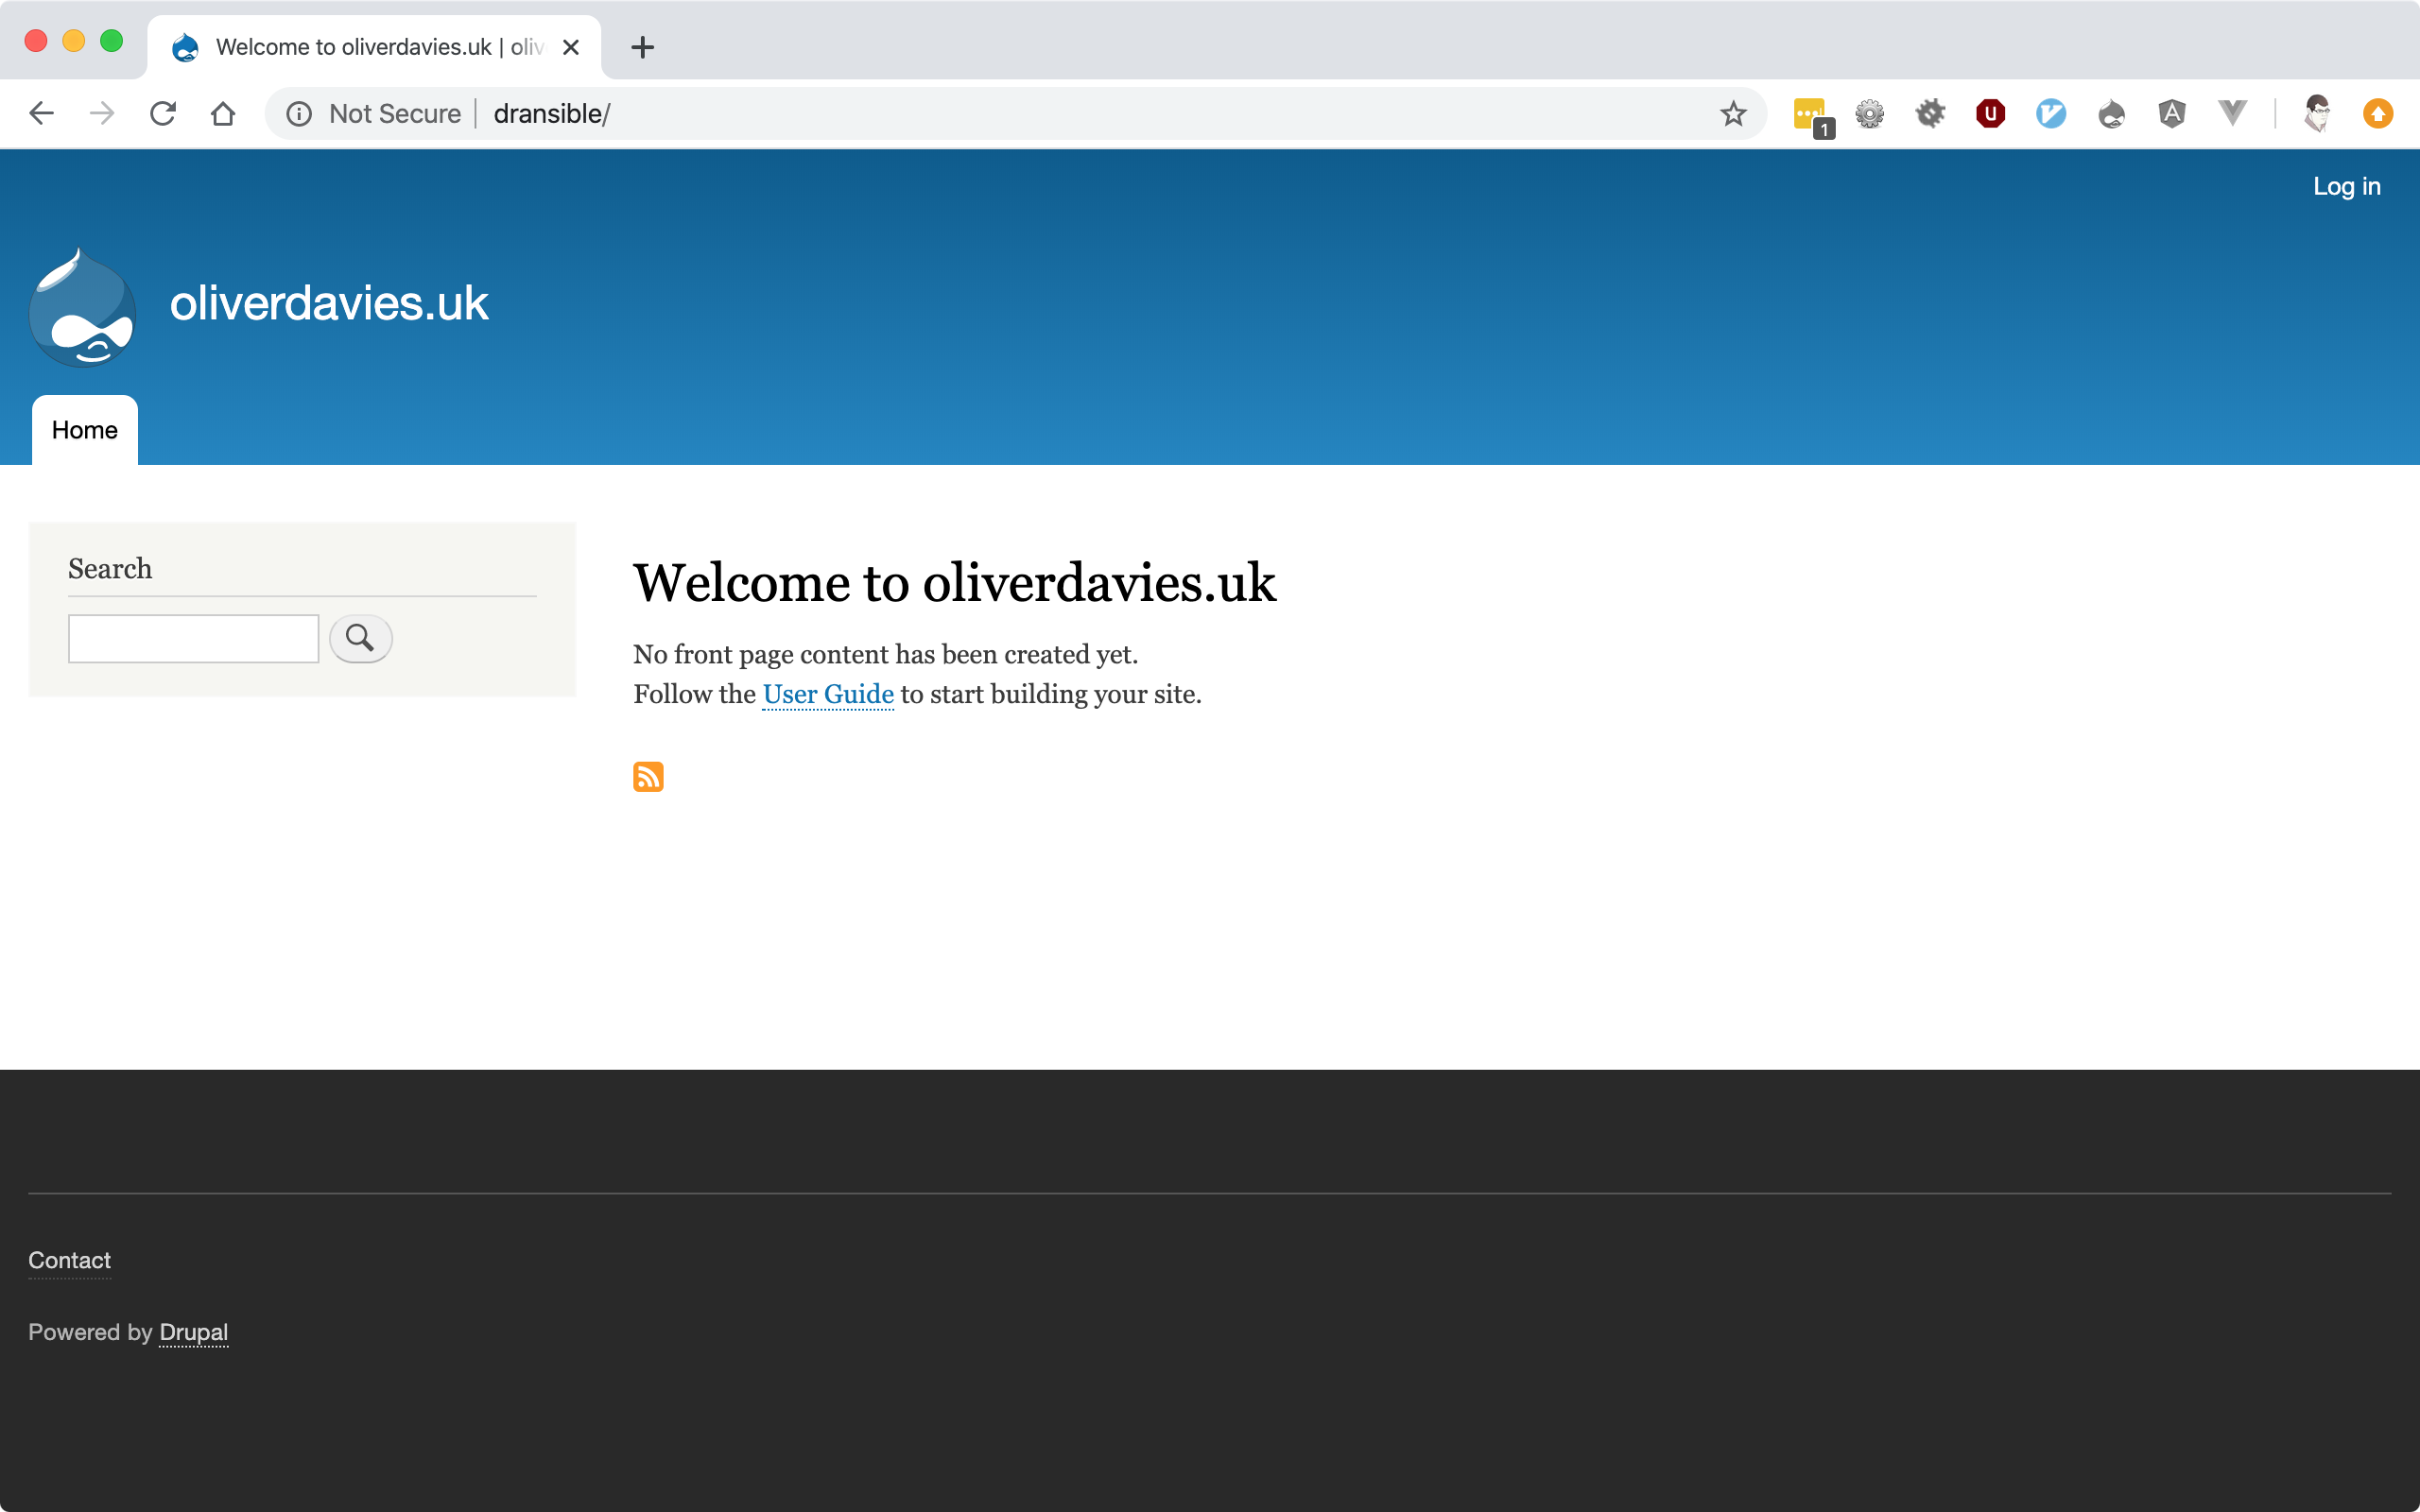 Welcome to oliverdavies.uk | oliv
Not Secure | dransible/
1
Log in
oliverdavies.uk
Home
Search
Welcome to oliverdavies.uk
No front page content has been created yet.
Follow the User Guide to start building your site.
Contact
Powered by Drupal